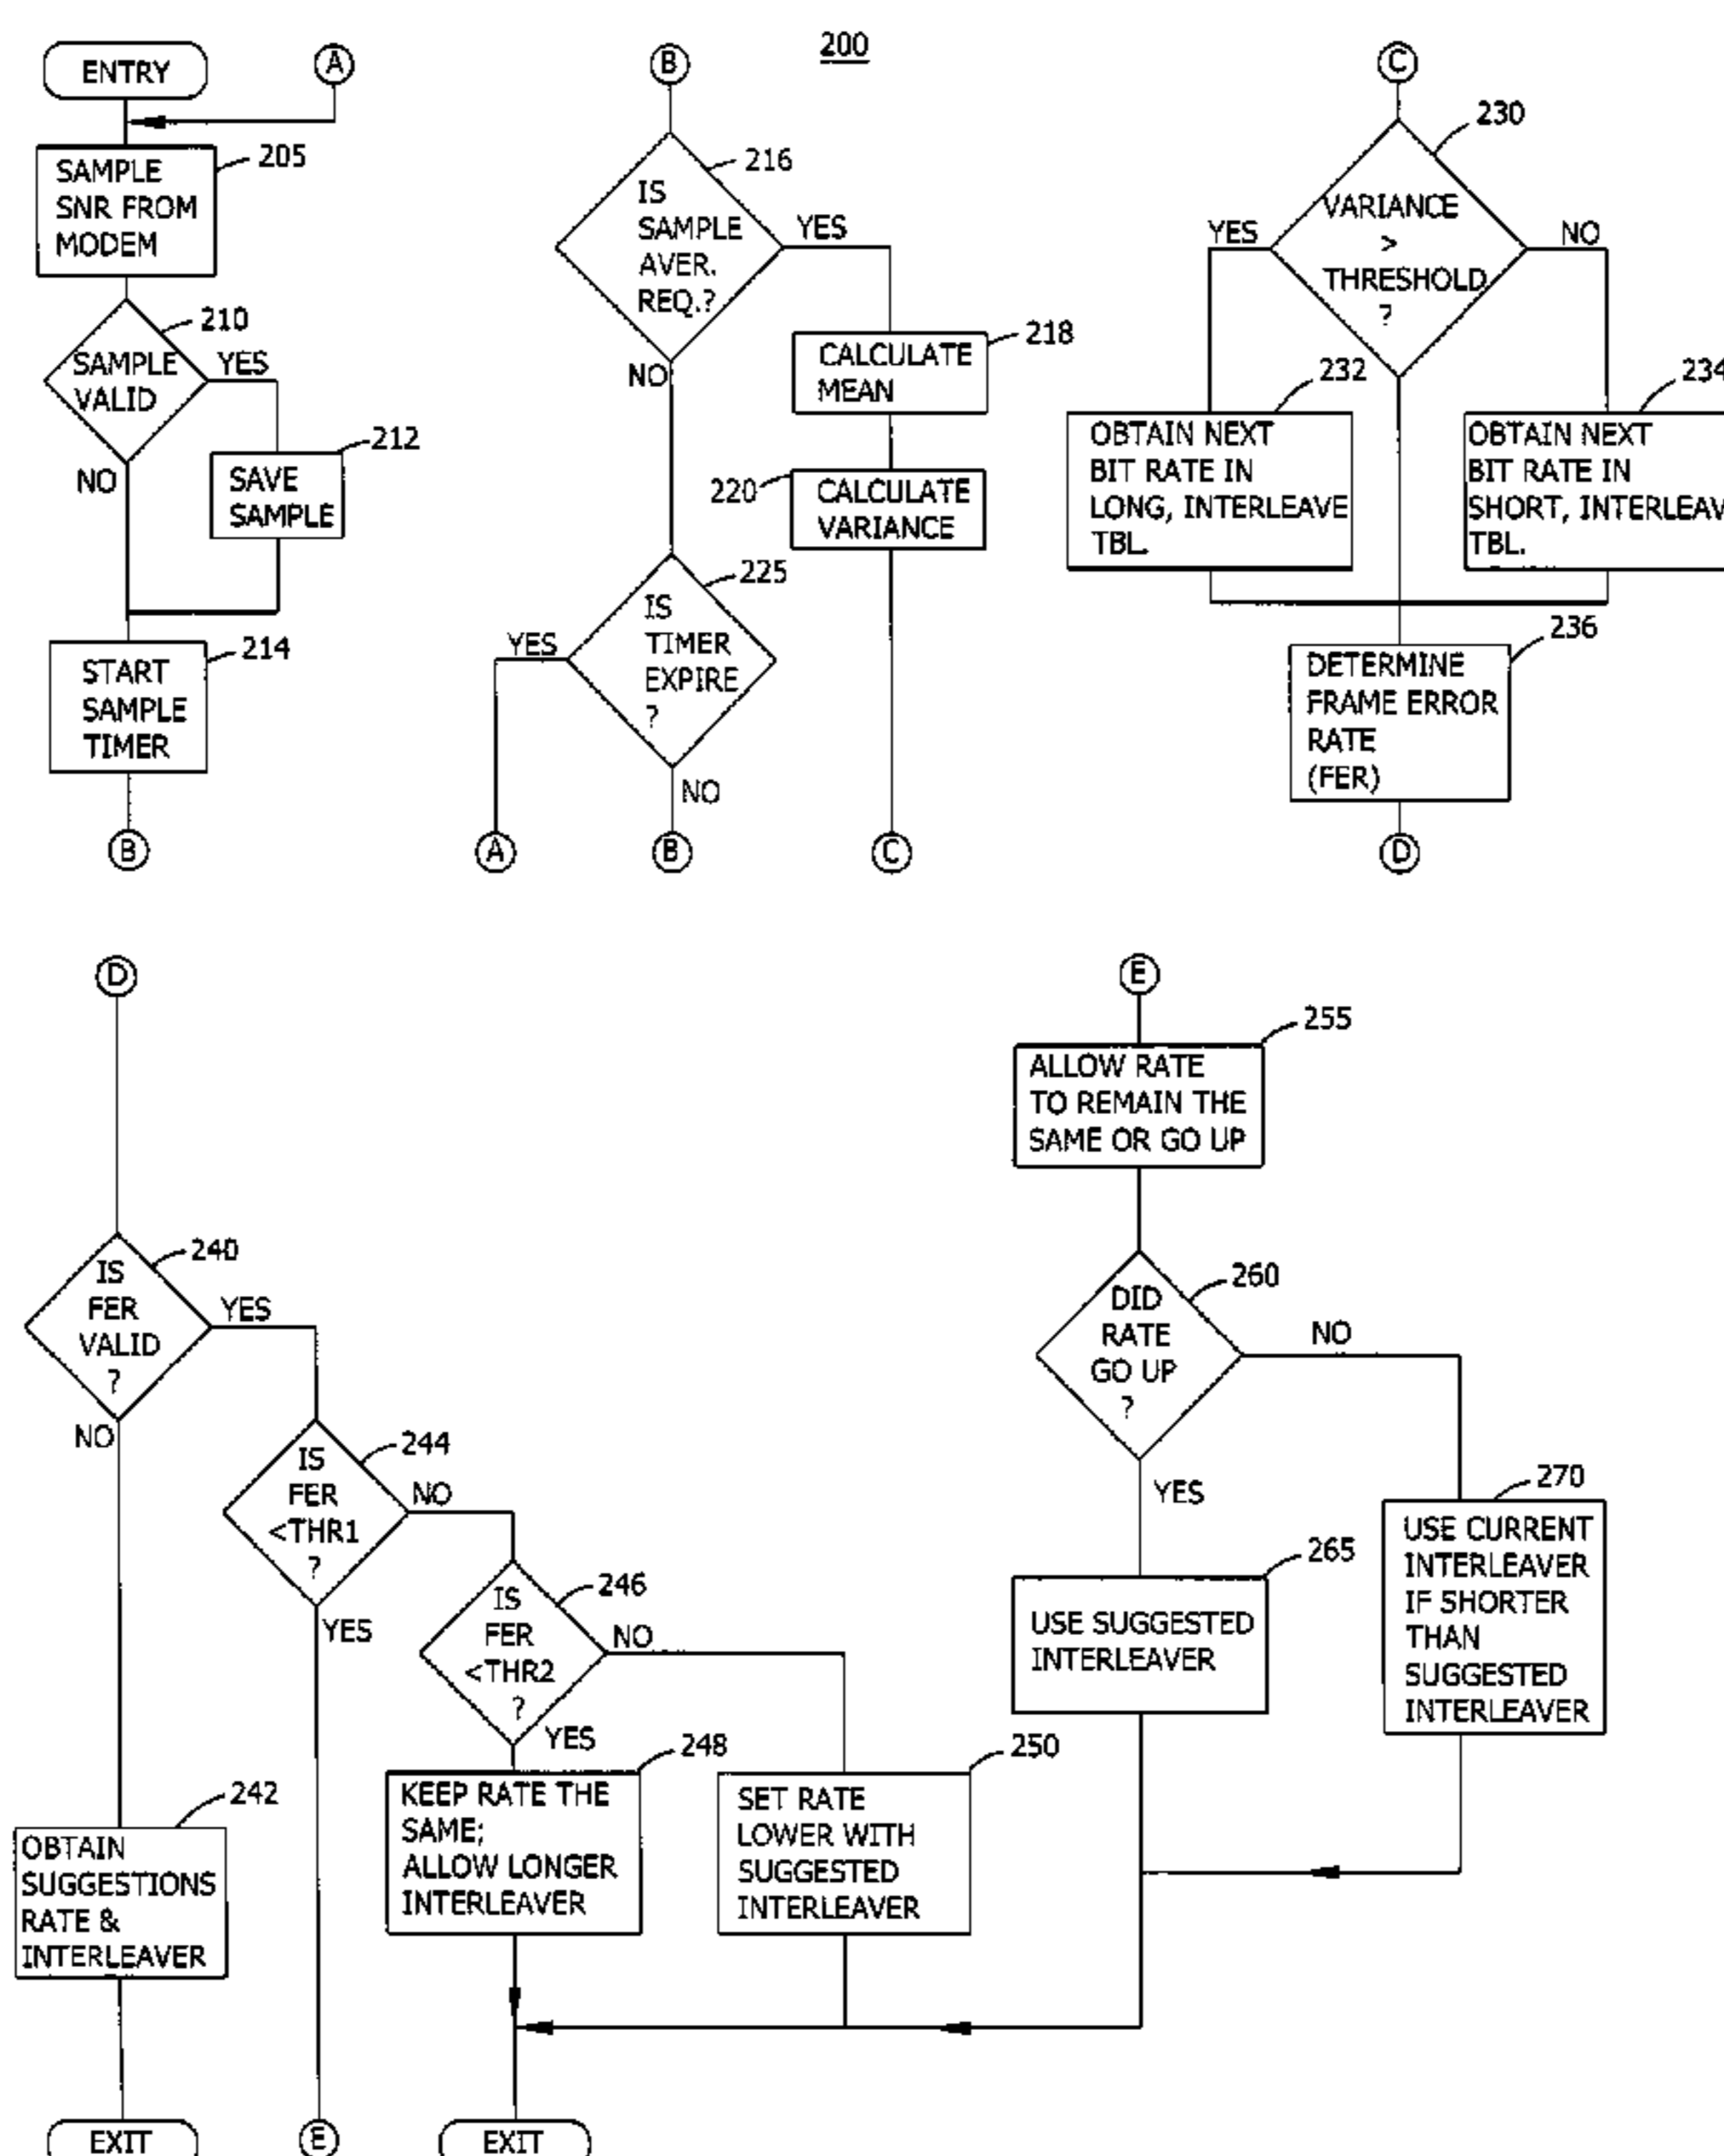 200
ENTRY
A
205
SAMPLE
SNR FROM
MODEM
210
SAMPLE
VALID
YES
NO
212
SAVE
SAMPLE
214
START
SAMPLE
TIMER
B
B
216
IS
SAMPLE
AVER.
REQ.?
YES
NO
218
CALCULATE
MEAN
220
CALCULATE
VARIANCE
225
IS
TIMER
EXPIRE
?
YES
NO
A
B
C
C
230
VARIANCE
>
THRESHOLD
?
YES
NO
232
OBTAIN NEXT
BIT RATE IN
LONG, INTERLEAVE
TBL.
234
OBTAIN NEXT
BIT RATE IN
SHORT, INTERLEAV
TBL.
236
DETERMINE
FRAME ERROR
RATE
(FER)
D
D
240
IS
FER
VALID
?
YES
NO
242
OBTAIN
SUGGESTIONS
RATE &
INTERLEAVER
EXIT
244
IS
FER
<THR1
?
NO
YES
E
246
IS
FER
<THR2
?
NO
YES
248
KEEP RATE THE
SAME;
ALLOW LONGER
INTERLEAVER
250
SET RATE
LOWER WITH
SUGGESTED
INTERLEAVER
EXIT
E
255
ALLOW RATE
TO REMAIN THE
SAME OR GO UP
260
DID
RATE
GO UP
?
NO
YES
265
USE SUGGESTED
INTERLEAVER
270
USE CURRENT
INTERLEAVER
IF SHORTER
THAN
SUGGESTED
INTERLEAVER